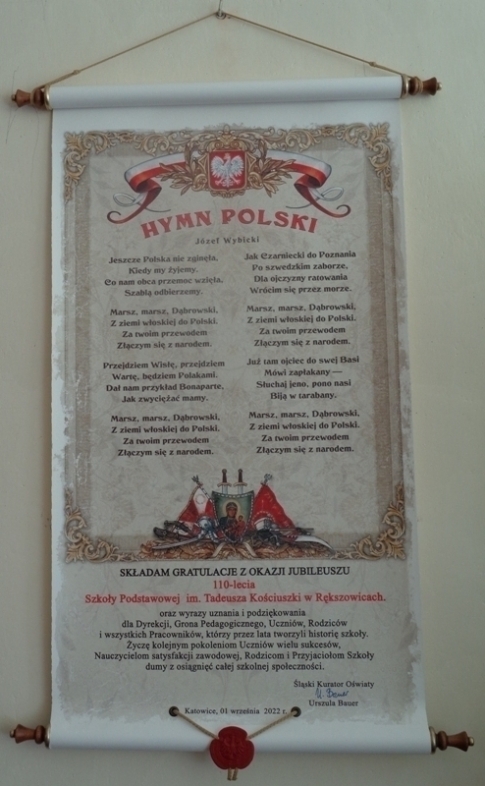 HYMN POLSKI
Józef Wybicki
Jeszcze Polska nie zginęła,
Kiedy my żyjemy.
Co nam obca przemoc wzięła,
Szablą odbierzemy.
Marsz, marsz, Dąbrowski,
Z ziemi włoskiej do Polski.
Za twoim przewodem
Złączym się z narodem.
Przejdziem Wisłę, przejdziem
Wartę, będziem Polakami.
Dał nam przykład Bonaparte,
Jak zwyciężać mamy.
Marsz, marsz, Dąbrowski,
Z ziemi włoskiej do Polski.
Za twoim przewodem
Złączym się z narodem.
Jak Czarniecki do Poznania
Po szwedzkim zaborze,
Dla ojczyzny ratowania
Wrócim się przez morze.
Marsz, marsz, Dąbrowski,
Z ziemi włoskiej do Polski.
Za twoim przewodem
Złączym się z narodem.
Już tam ojciec do swej Basi
Mówi zapłakany —
Słuchaj jeno, pono nasi
Biją w tarabany.
Marsz, marsz, Dąbrowski,
Z ziemi włoskiej do Polski.
Za twoim przewodem
Złączym się z narodem.
SKŁADAM GRATULACJE Z OKAZJI JUBILEUSZU
110-lecia
Szkoły Podstawowej im. Tadeusza Kościuszki w Rększowicach.
oraz wyrazy uznania i podziękowania
dla Dyrekcji, Grona Pedagogicznego, Uczniów, Rodziców
i wszystkich Pracowników, którzy przez lata tworzyli historię szkoły.
Życzę kolejnym pokoleniom Uczniów wielu sukcesów,
Nauczycielom satysfakcji zawodowej, Rodzicom i Przyjaciołom Szkoły
dumy z osiągnięć całej szkolnej społeczności.
Śląski Kurator Oświaty
U. Bauer
Urszula Bauer
Katowice, 01 września 2022 r.